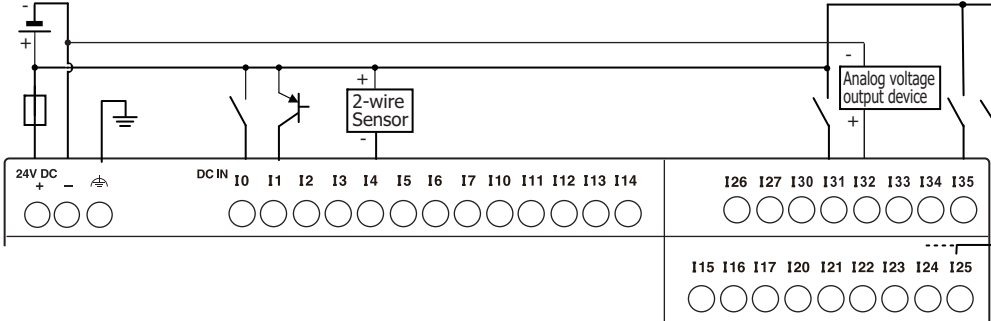 -
+
+
2-wire
Sensor
-
-
Analog voltage
output device
+
24V DC
+ −
DC IN I0 I1 I2 I3 I4 I5 I6 I7 I10 I11 I12 I13 I14
I26 I27 I30 I31 I32 I33 I34 I35
I15 I16 I17 I20 I21 I22 I23 I24 I25